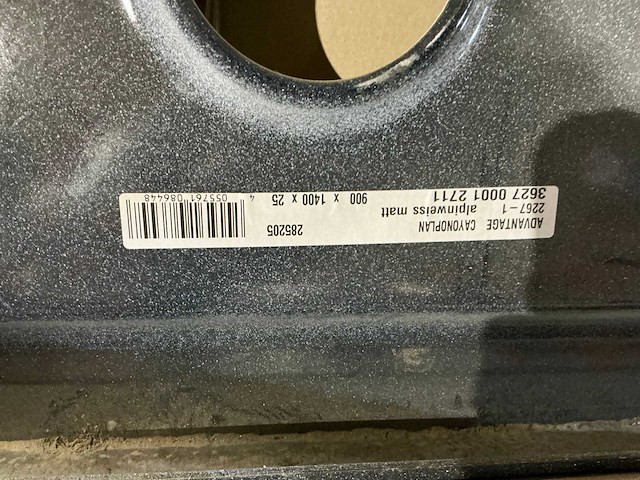 ADVANTAGE CAYONOPLAN 285205
2267-1
alpinweiss matt 900 x 1400 x 25
3627 0001 2711
4 055761 086448